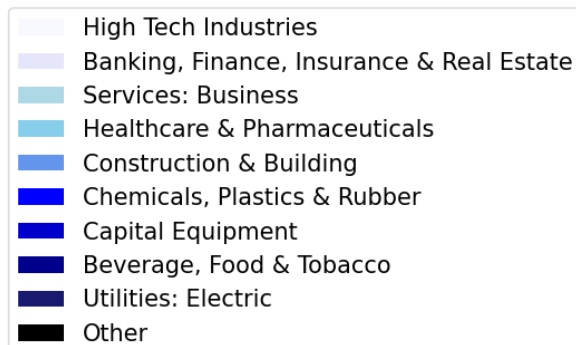 High Tech Industries
Banking, Finance, Insurance & Real Estate
Services: Business
Healthcare & Pharmaceuticals
Construction & Building
Chemicals, Plastics & Rubber
Capital Equipment
Beverage, Food & Tobacco
Utilities: Electric
Other